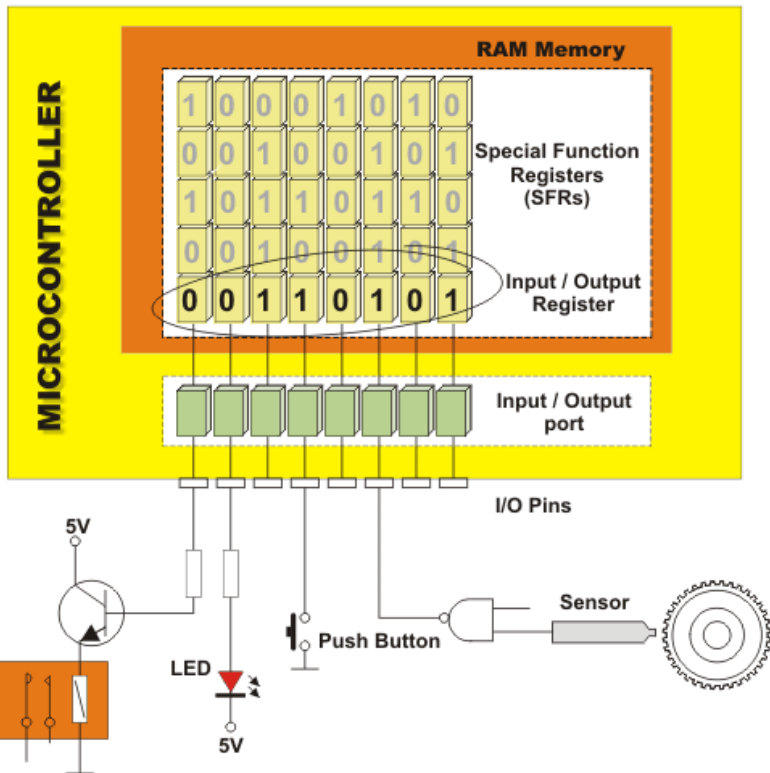 RAM Memory
MICROCONTROLLER
1 0 0 0 1 0 1 0
0 0 1 0 0 1 0 1
Special Function
Registers
(SFRs)
1 0 1 1 0 1 1 0
0 0 1 0 0 1 0 1
0 0 1 1 0 1 0 1
Input / Output
Register
Input / Output
port
I/O Pins
5V
Sensor
Push Button
LED
5V